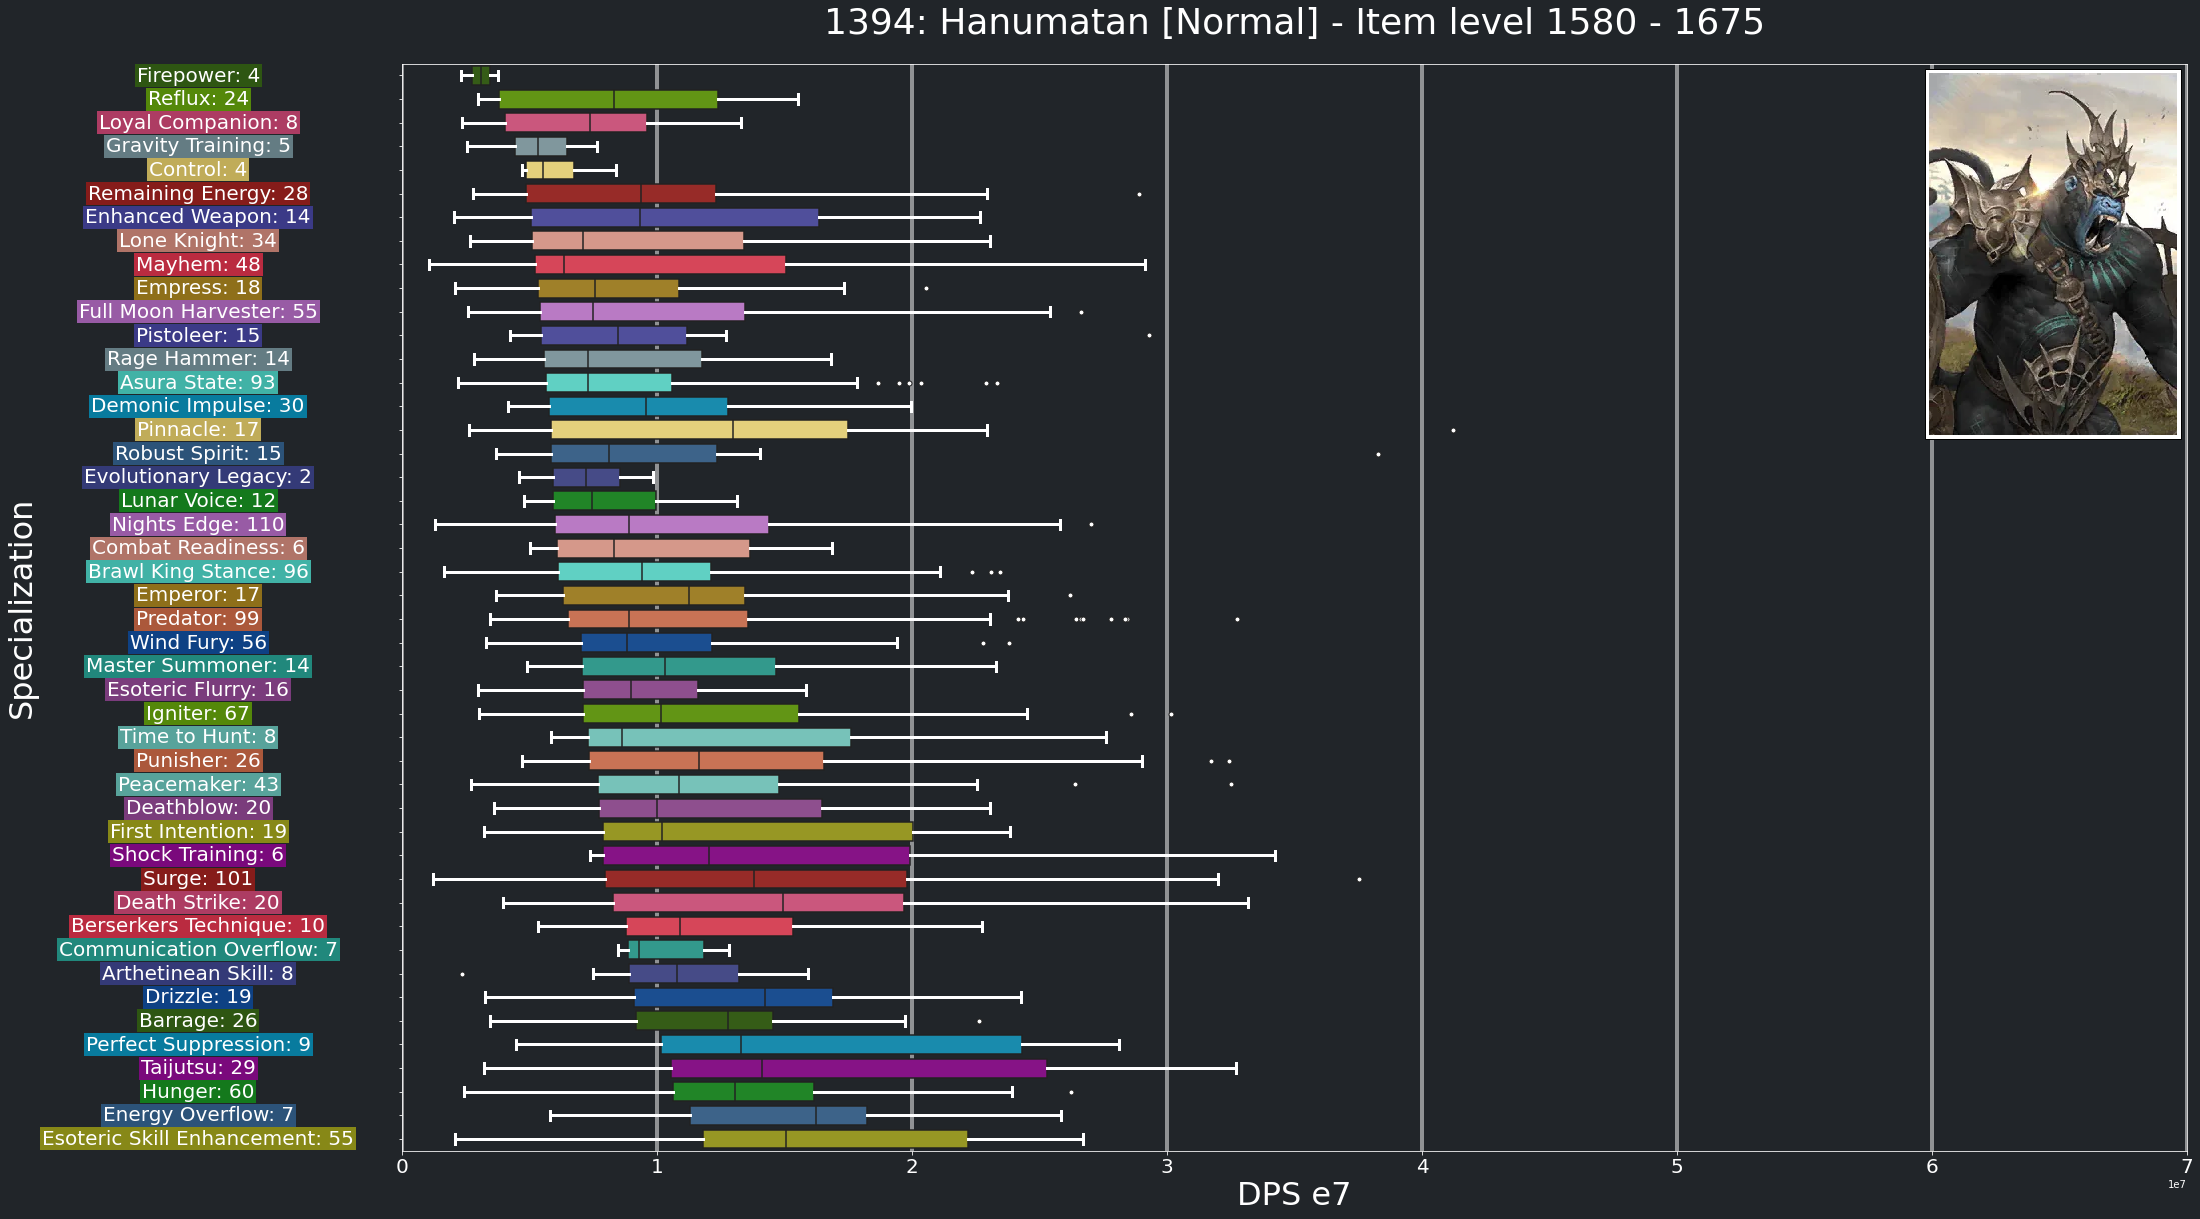 1394: Hanumatan [Normal] - Item level 1580 - 1675
Firepower: 4
Reflux: 24
Loyal Companion: 8
Gravity Training: 5
Control: 4
Remaining Energy: 28
Enhanced Weapon: 14
Lone Knight: 34
Mayhem: 48
Empress: 18
Full Moon Harvester: 55
Pistoleer: 15
Rage Hammer: 14
Asura State: 93
Demonic Impulse: 30
Pinnacle: 17
Robust Spirit: 15
Evolutionary Legacy: 2
Lunar Voice: 12
Nights Edge: 110
Combat Readiness: 6
Brawl King Stance: 96
Emperor: 17
Predator: 99
Wind Fury: 56
Master Summoner: 14
Esoteric Flurry: 16
Igniter: 67
Time to Hunt: 8
Punisher: 26
Peacemaker: 43
Deathblow: 20
First Intention: 19
Shock Training: 6
Surge: 101
Death Strike: 20
Berserkers Technique: 10
Communication Overflow: 7
Arthetinean Skill: 8
Drizzle: 19
Barrage: 26
Perfect Suppression: 9
Taijutsu: 29
Hunger: 60
Energy Overflow: 7
Esoteric Skill Enhancement: 55
Specialization
0 1 2 3 4 5 6 7
1e7
DPS e7